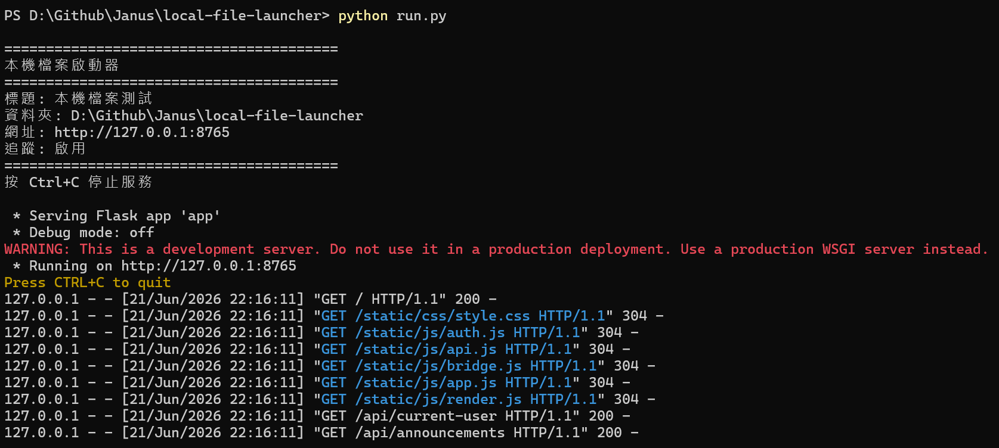 PS D:\Github\Janus\local-file-launcher> python run.py
========================================
本機檔案啟動器
========================================
標題: 本機檔案測試
資料夾: D:\Github\Janus\local-file-launcher
網址: http://127.0.0.1:8765
追蹤: 啟用
========================================
按 Ctrl+C 停止服務
 * Serving Flask app 'app'
 * Debug mode: off
WARNING: This is a development server. Do not use it in a production deployment. Use a production WSGI server instead.
 * Running on http://127.0.0.1:8765
Press CTRL+C to quit
127.0.0.1 - - [21/Jun/2026 22:16:11] "GET / HTTP/1.1" 200 -
127.0.0.1 - - [21/Jun/2026 22:16:11] "GET /static/css/style.css HTTP/1.1" 304 -
127.0.0.1 - - [21/Jun/2026 22:16:11] "GET /static/js/auth.js HTTP/1.1" 304 -
127.0.0.1 - - [21/Jun/2026 22:16:11] "GET /static/js/api.js HTTP/1.1" 304 -
127.0.0.1 - - [21/Jun/2026 22:16:11] "GET /static/js/bridge.js HTTP/1.1" 304 -
127.0.0.1 - - [21/Jun/2026 22:16:11] "GET /static/js/app.js HTTP/1.1" 304 -
127.0.0.1 - - [21/Jun/2026 22:16:11] "GET /static/js/render.js HTTP/1.1" 304 -
127.0.0.1 - - [21/Jun/2026 22:16:11] "GET /api/current-user HTTP/1.1" 200 -
127.0.0.1 - - [21/Jun/2026 22:16:11] "GET /api/announcements HTTP/1.1" 200 -